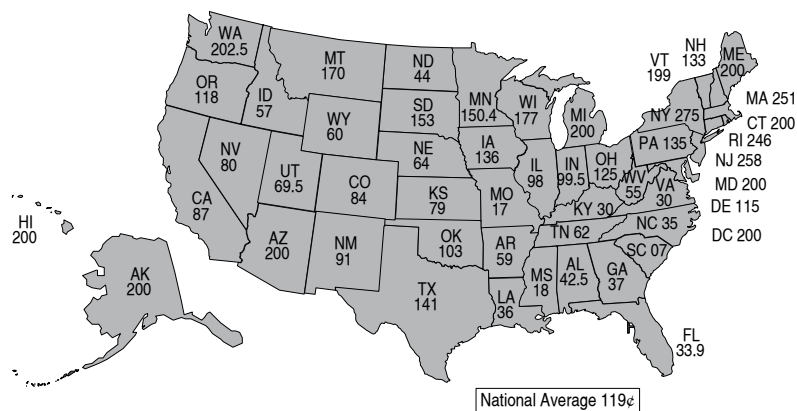 WA
202.5
OR
118
ID
57
MT
170
ND
44
SD
153
WY
60
NV
80
UT
69.5
CO
84
CA
87
AZ
200
NM
91
NE
64
KS
79
OK
103
TX
141
MN
150.4
IA
136
MO
17
AR
59
LA
36
WI
177
IL
98
MI
200
IN
99.5
OH
125
KY 30
TN 62
MS
18
AL
42.5
GA
37
FL
33.9
SC 07
NC 35
VA
30
WV
55
PA 135
NY 275
VT
199
NH
133
ME
200
MA 251
CT 200
RI 246
NJ 258
MD 200
DE 115
DC 200
HI
200
AK
200
National Average 119¢